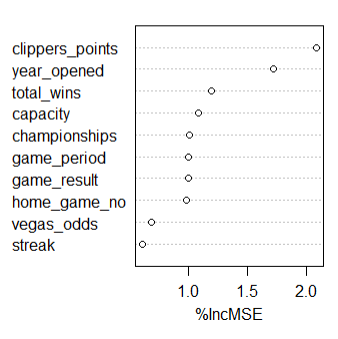 clippers_points
year_opened
total_wins
capacity
championships
game_period
game_result
home_game_no
vegas_odds
streak
1.0 1.5 2.0
%IncMSE